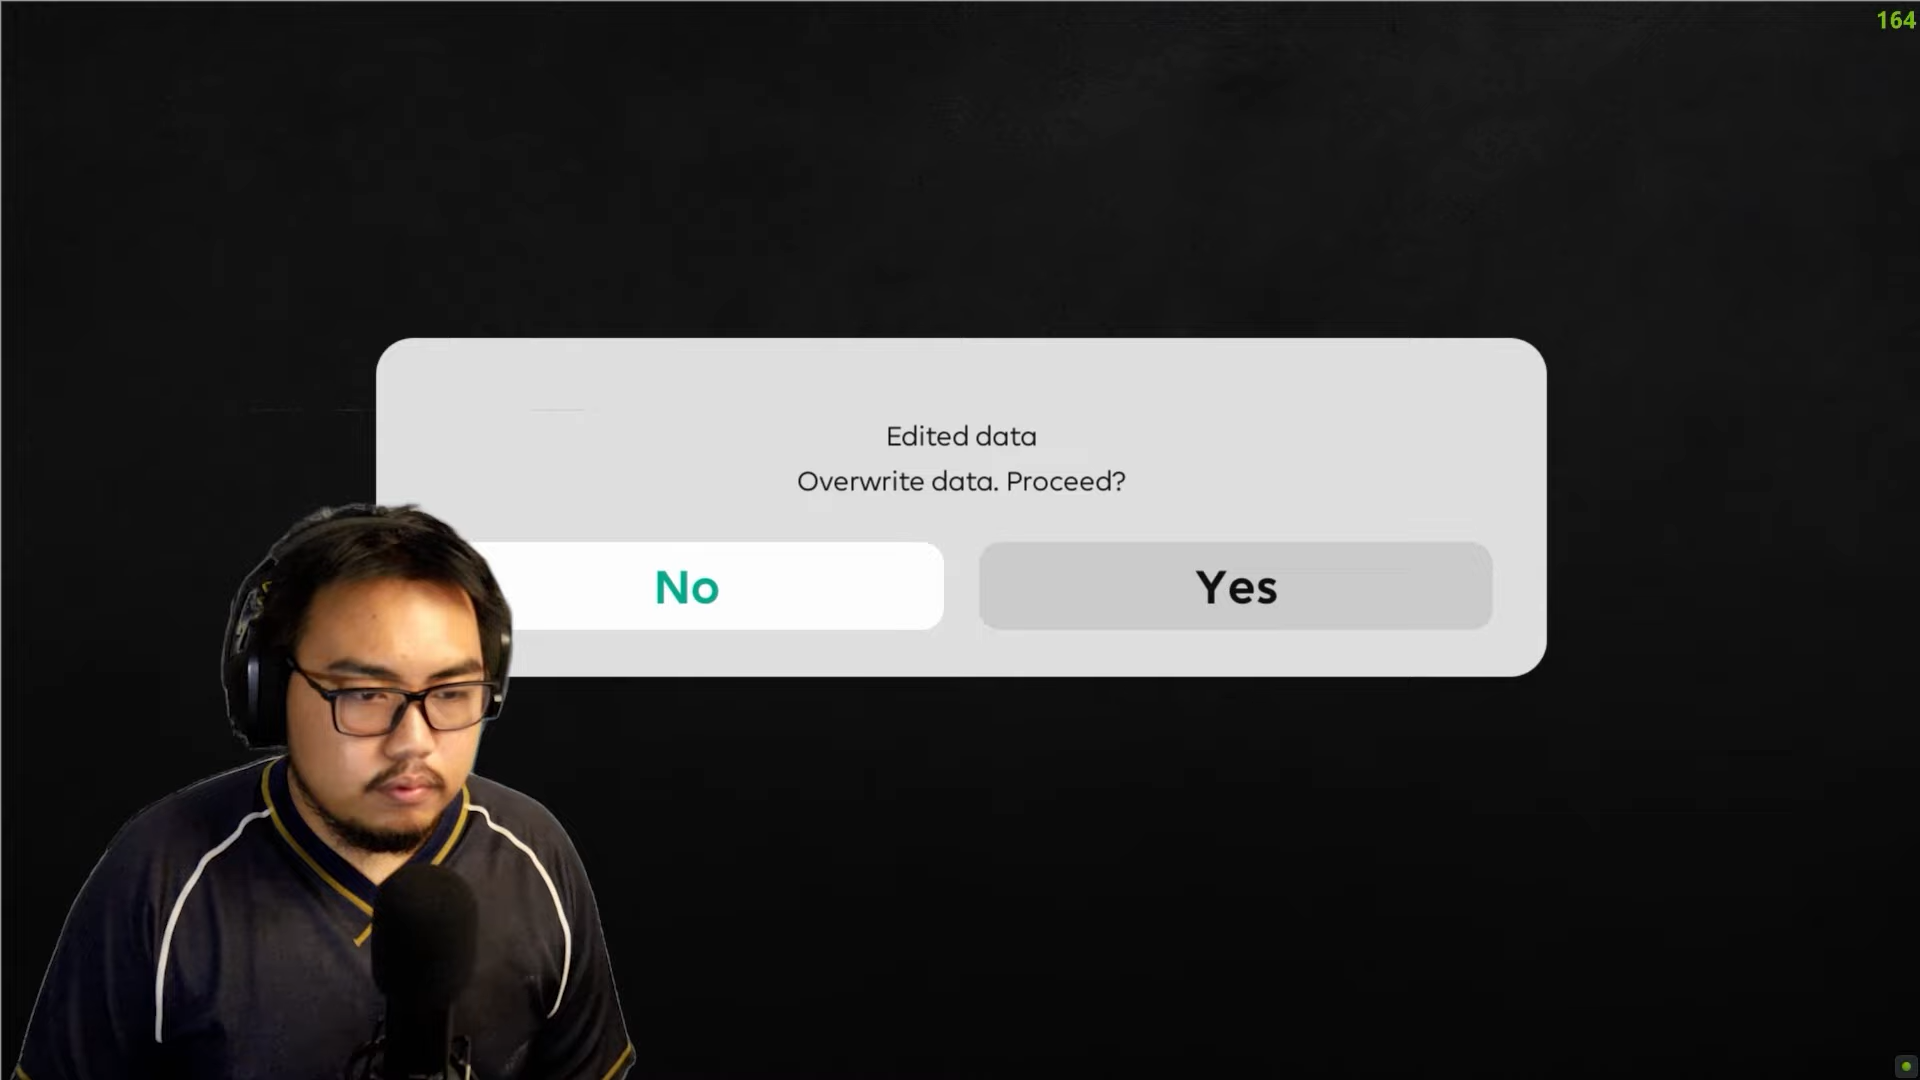 164
Edited data
Overwrite data. Proceed?
No
Yes